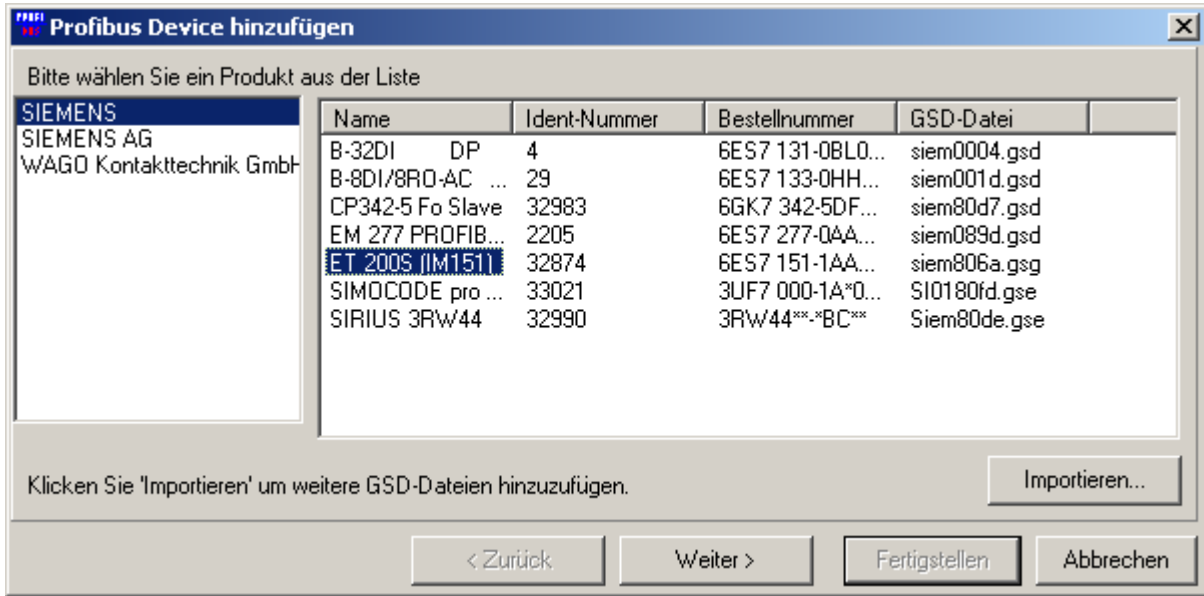 PROFI BUS Profibus Device hinzufügen
Bitte wählen Sie ein Produkt aus der Liste
SIEMENS
SIEMENS AG
WAGO Kontakttechnik GmbH
Name Ident-Nummer Bestellnummer GSD-Datei
B-32DI DP 4 6ES7 131-0BL0... siem0004.gsd
B-8DI/8RO-AC ... 29 6ES7 133-0HH... siem001d.gsd
CP342-5 Fo Slave 32983 6GK7 342-5DF... siem80d7.gsd
EM 277 PROFIB... 2205 6ES7 277-0AA... siem089d.gsd
ET 200S (IM151) 32874 6ES7 151-1AA... siem806a.gsg
SIMOCODE pro ... 33021 3UF7 000-1A*0... SI0180fd.gse
SIRIUS 3RW44 32990 3RW44**-*BC** Siem80de.gse
Klicken Sie 'Importieren' um weitere GSD-Dateien hinzuzufügen.
Importieren...
< Zurück Weiter > Fertigstellen Abbrechen